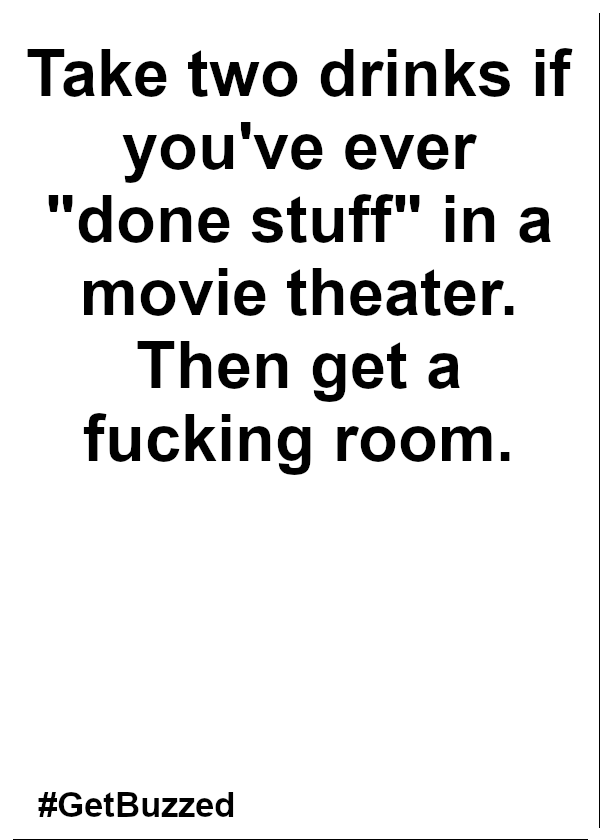 Take two drinks if
you've ever
"done stuff" in a
movie theater.
Then get a
fucking room.
#GetBuzzed